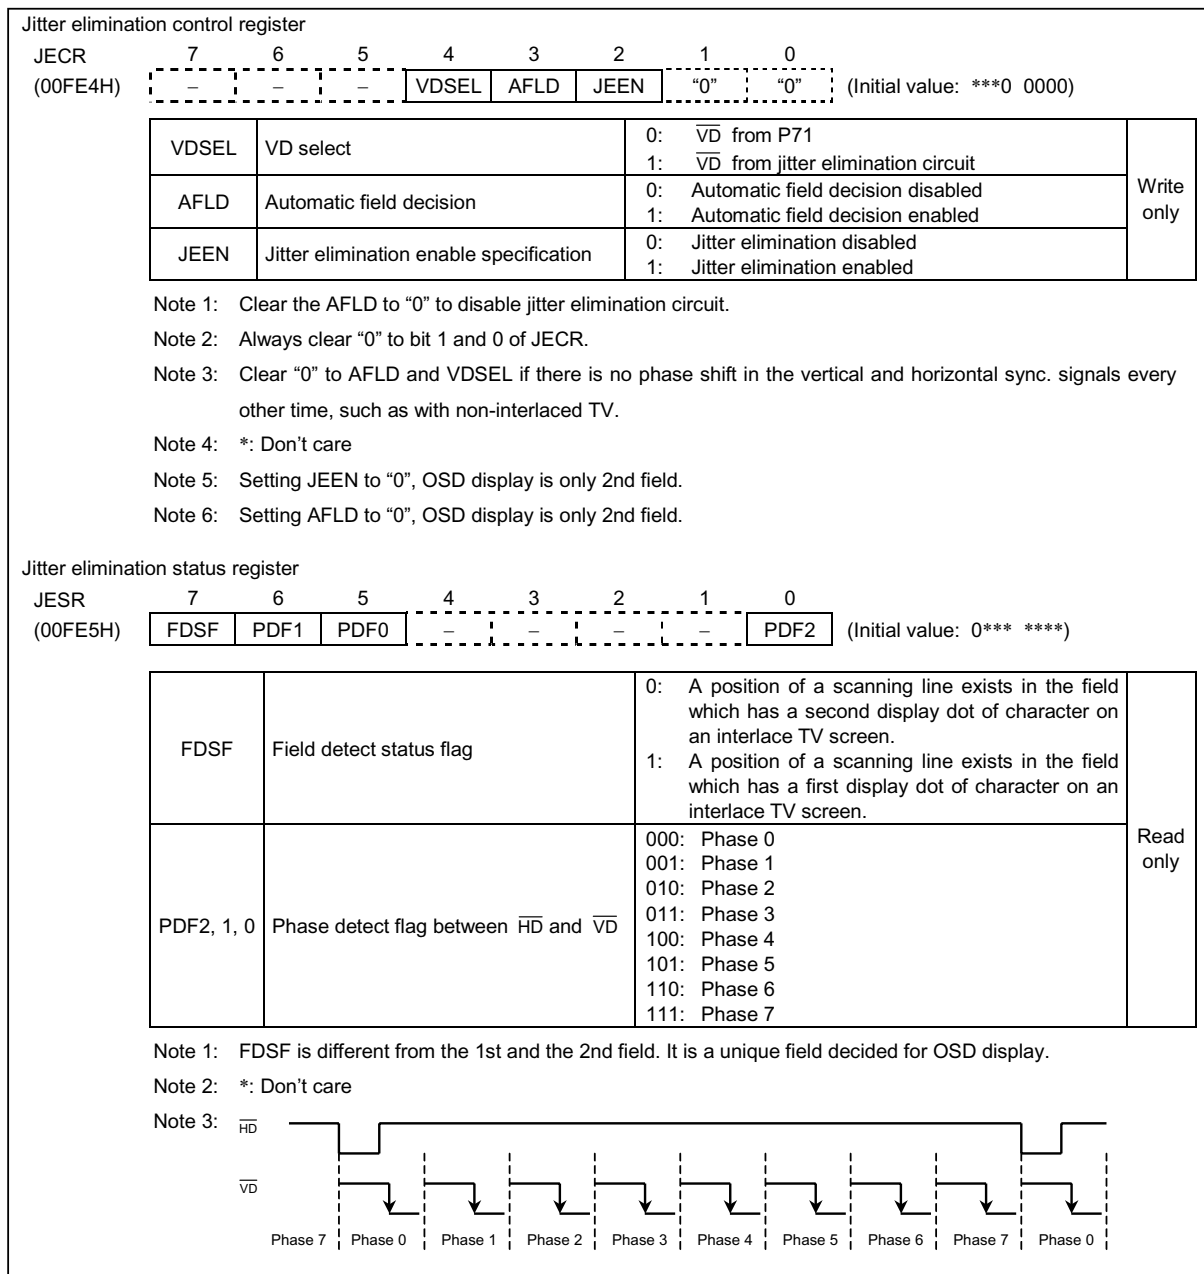 Jitter elimination control register
JECR 7 6 5 4 3 2 1 0
(00FE4H) – – – VDSEL AFLD JEEN “0” “0” (Initial value: ***0 0000)
VDSEL VD select 0: VD from P71
1: VD from jitter elimination circuit
AFLD Automatic field decision 0: Automatic field decision disabled
1: Automatic field decision enabled
JEEN Jitter elimination enable specification 0: Jitter elimination disabled
1: Jitter elimination enabled
Write
only
Note 1: Clear the AFLD to “0” to disable jitter elimination circuit.
Note 2: Always clear “0” to bit 1 and 0 of JECR.
Note 3: Clear “0” to AFLD and VDSEL if there is no phase shift in the vertical and horizontal sync. signals every
other time, such as with non-interlaced TV.
Note 4: *: Don’t care
Note 5: Setting JEEN to “0”, OSD display is only 2nd field.
Note 6: Setting AFLD to “0”, OSD display is only 2nd field.
Jitter elimination status register
JESR 7 6 5 4 3 2 1 0
(00FE5H) FDSF PDF1 PDF0 – – – – PDF2 (Initial value: 0*** ****)
FDSF Field detect status flag 0: A position of a scanning line exists in the field
which has a second display dot of character on
an interlace TV screen.
1: A position of a scanning line exists in the field
which has a first display dot of character on an
interlace TV screen.
PDF2, 1, 0 Phase detect flag between HD and VD 000: Phase 0
001: Phase 1
010: Phase 2
011: Phase 3
100: Phase 4
101: Phase 5
110: Phase 6
111: Phase 7
Read
only
Note 1: FDSF is different from the 1st and the 2nd field. It is a unique field decided for OSD display.
Note 2: *: Don’t care
Note 3: HD
VD
Phase 7 Phase 0 Phase 1 Phase 2 Phase 3 Phase 4 Phase 5 Phase 6 Phase 7 Phase 0